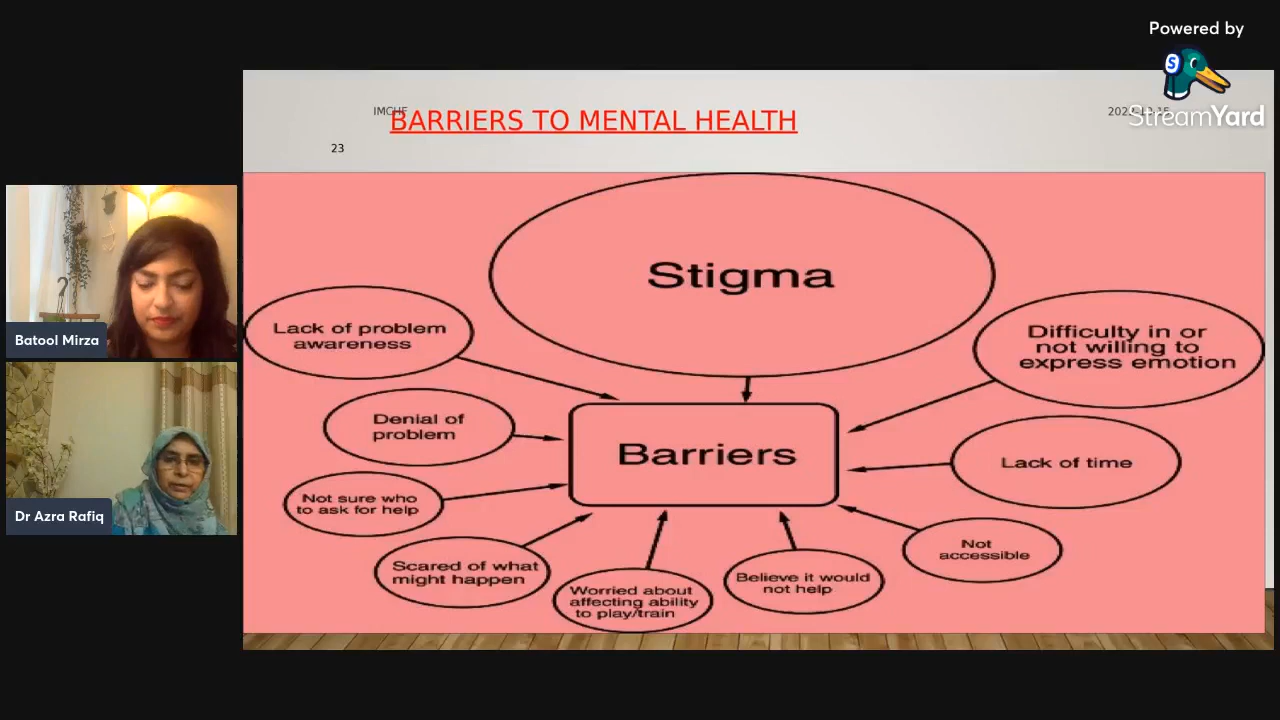 Powered by
StreamYard
IMCHF
BARRIERS TO MENTAL HEALTH
23
Stigma
Lack of problem
awareness
Difficulty in or
not willing to
express emotion
Denial of
problem
Barriers
Lack of time
Not sure who
to ask for help
Not
accessible
Scared of what
might happen
Worried about
affecting ability
to play/train
Believe it would
not help
Batool Mirza
Dr Azra Rafiq